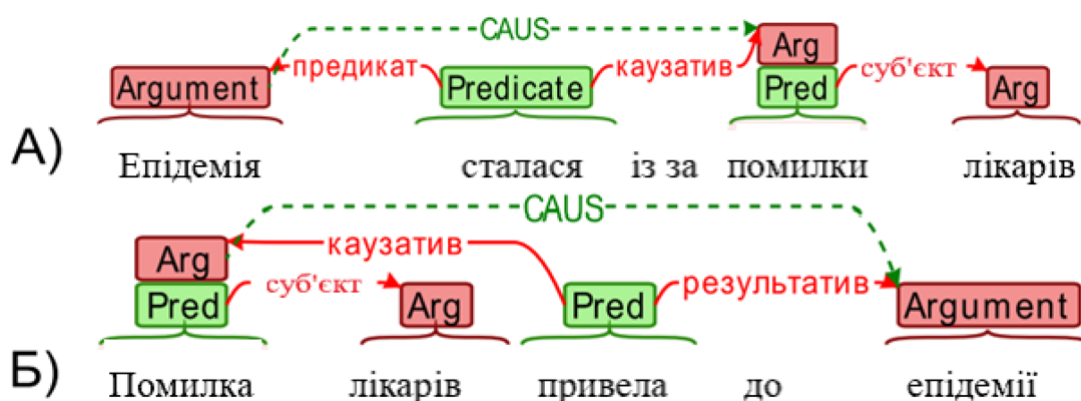 CAUS
Arg
Argument предикат Predicate каузатив Pred суб'єкт Arg
А)
Епідемія сталася із за помилки лікарів
CAUS
Arg каузатив
Pred суб'єкт Arg Pred результатив Argument
Б)
Помилка лікарів привела до епідемії